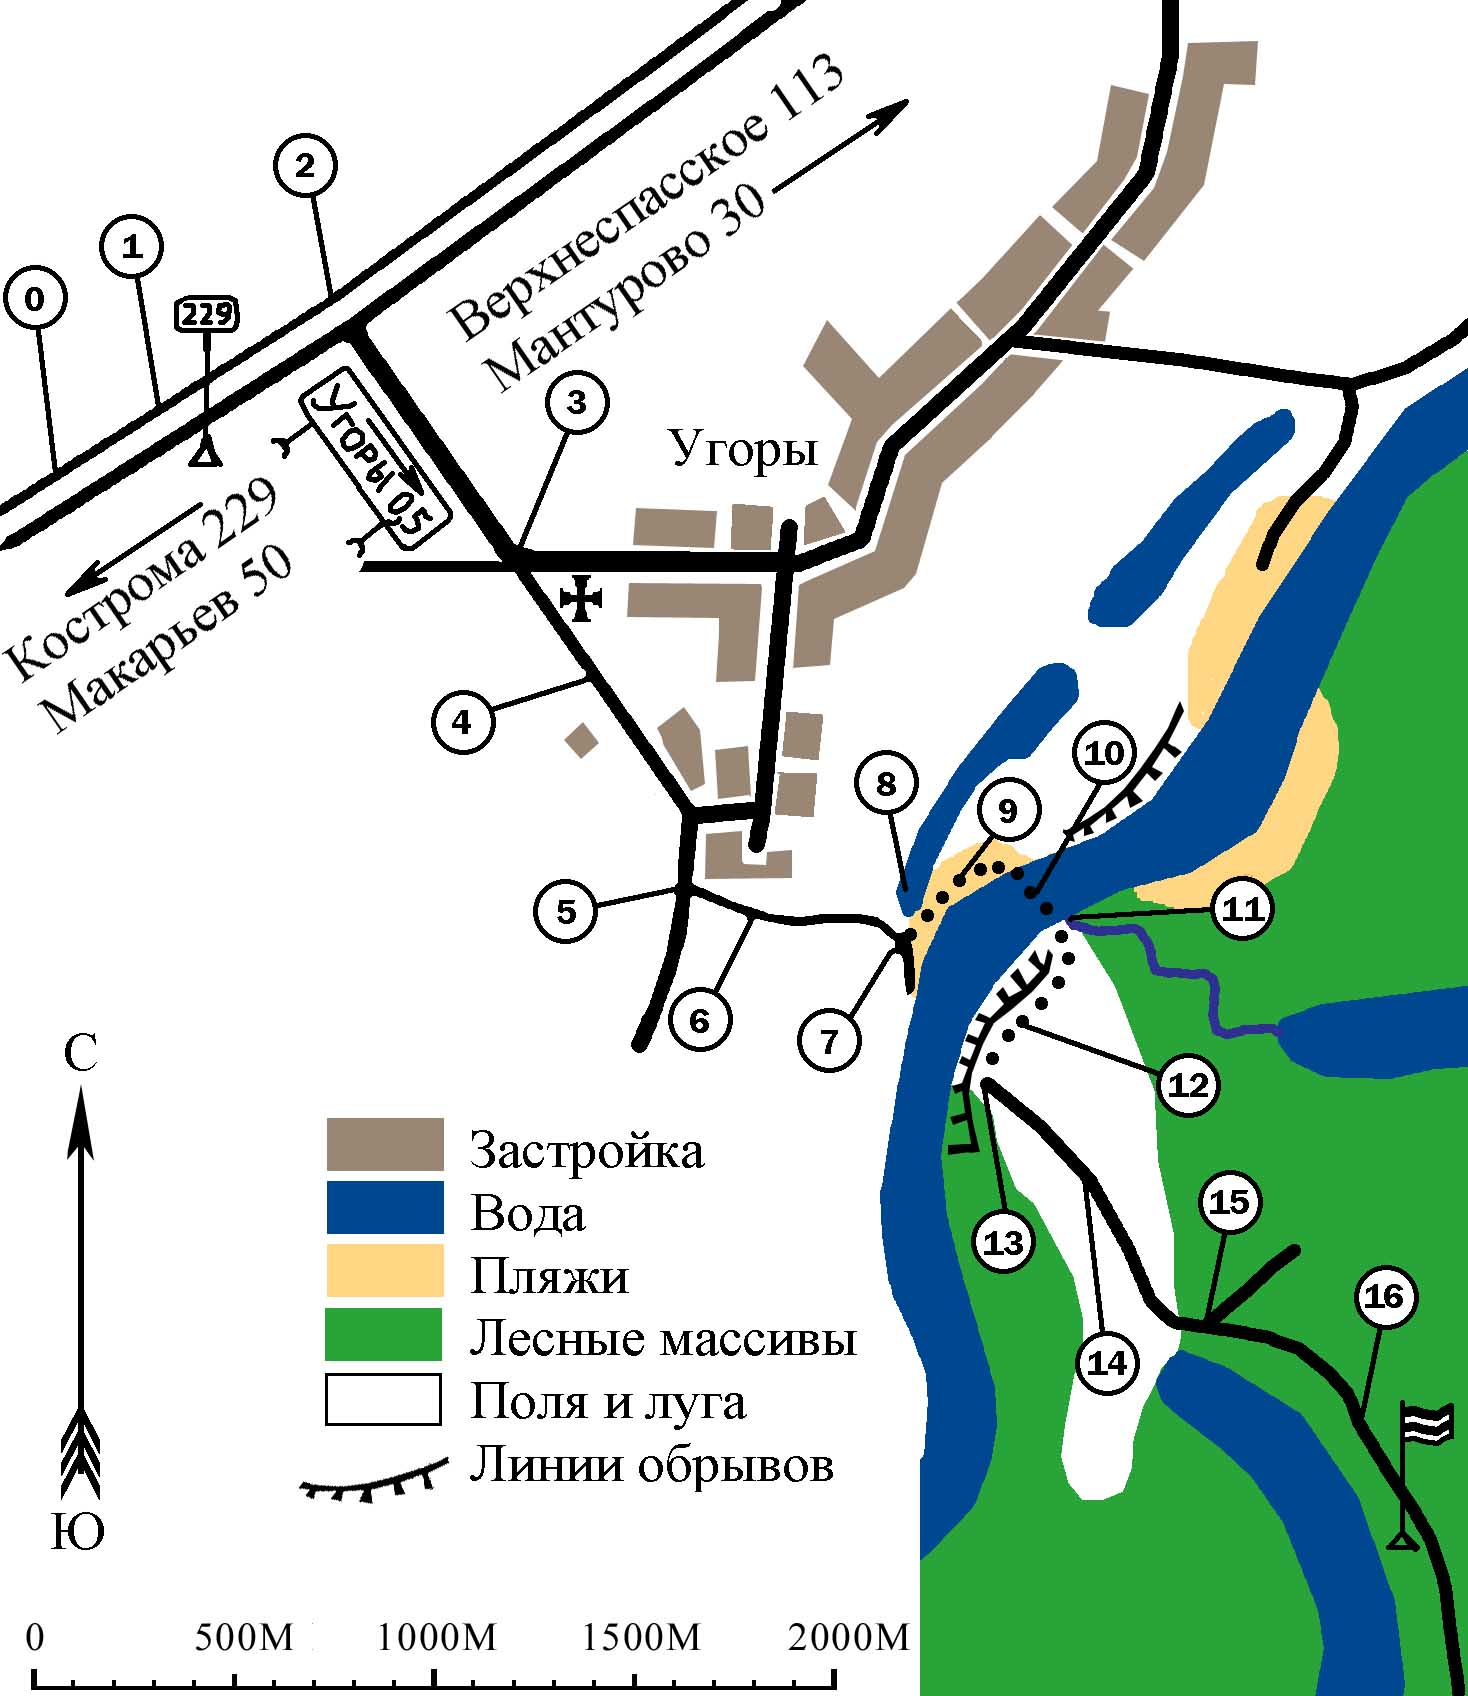 Верхнеспасское 113
Мантурово 30
2
1
0
229
Угоры 0,5
3
Кострома 229
Макарьев 50
Угоры
4
8
9
10
5
6
7
11
12
13
14
15
16
С
Ю
Застройка
Вода
Пляжи
Лесные массивы
Поля и луга
Линии обрывов
0 500М 1000М 1500М 2000М